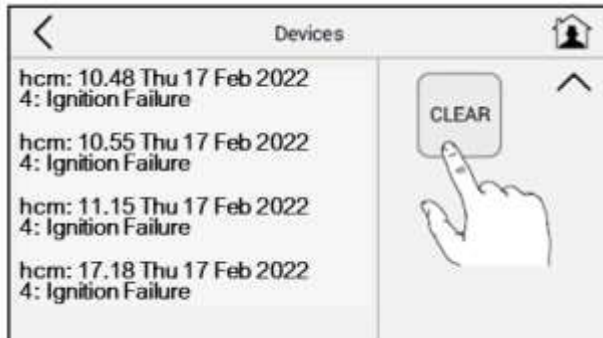 Devices
hcm: 10.48 Thu 17 Feb 2022
4: Ignition Failure
hcm: 10.55 Thu 17 Feb 2022
4: Ignition Failure
hcm: 11.15 Thu 17 Feb 2022
4: Ignition Failure
hcm: 17.18 Thu 17 Feb 2022
4: Ignition Failure
CLEAR